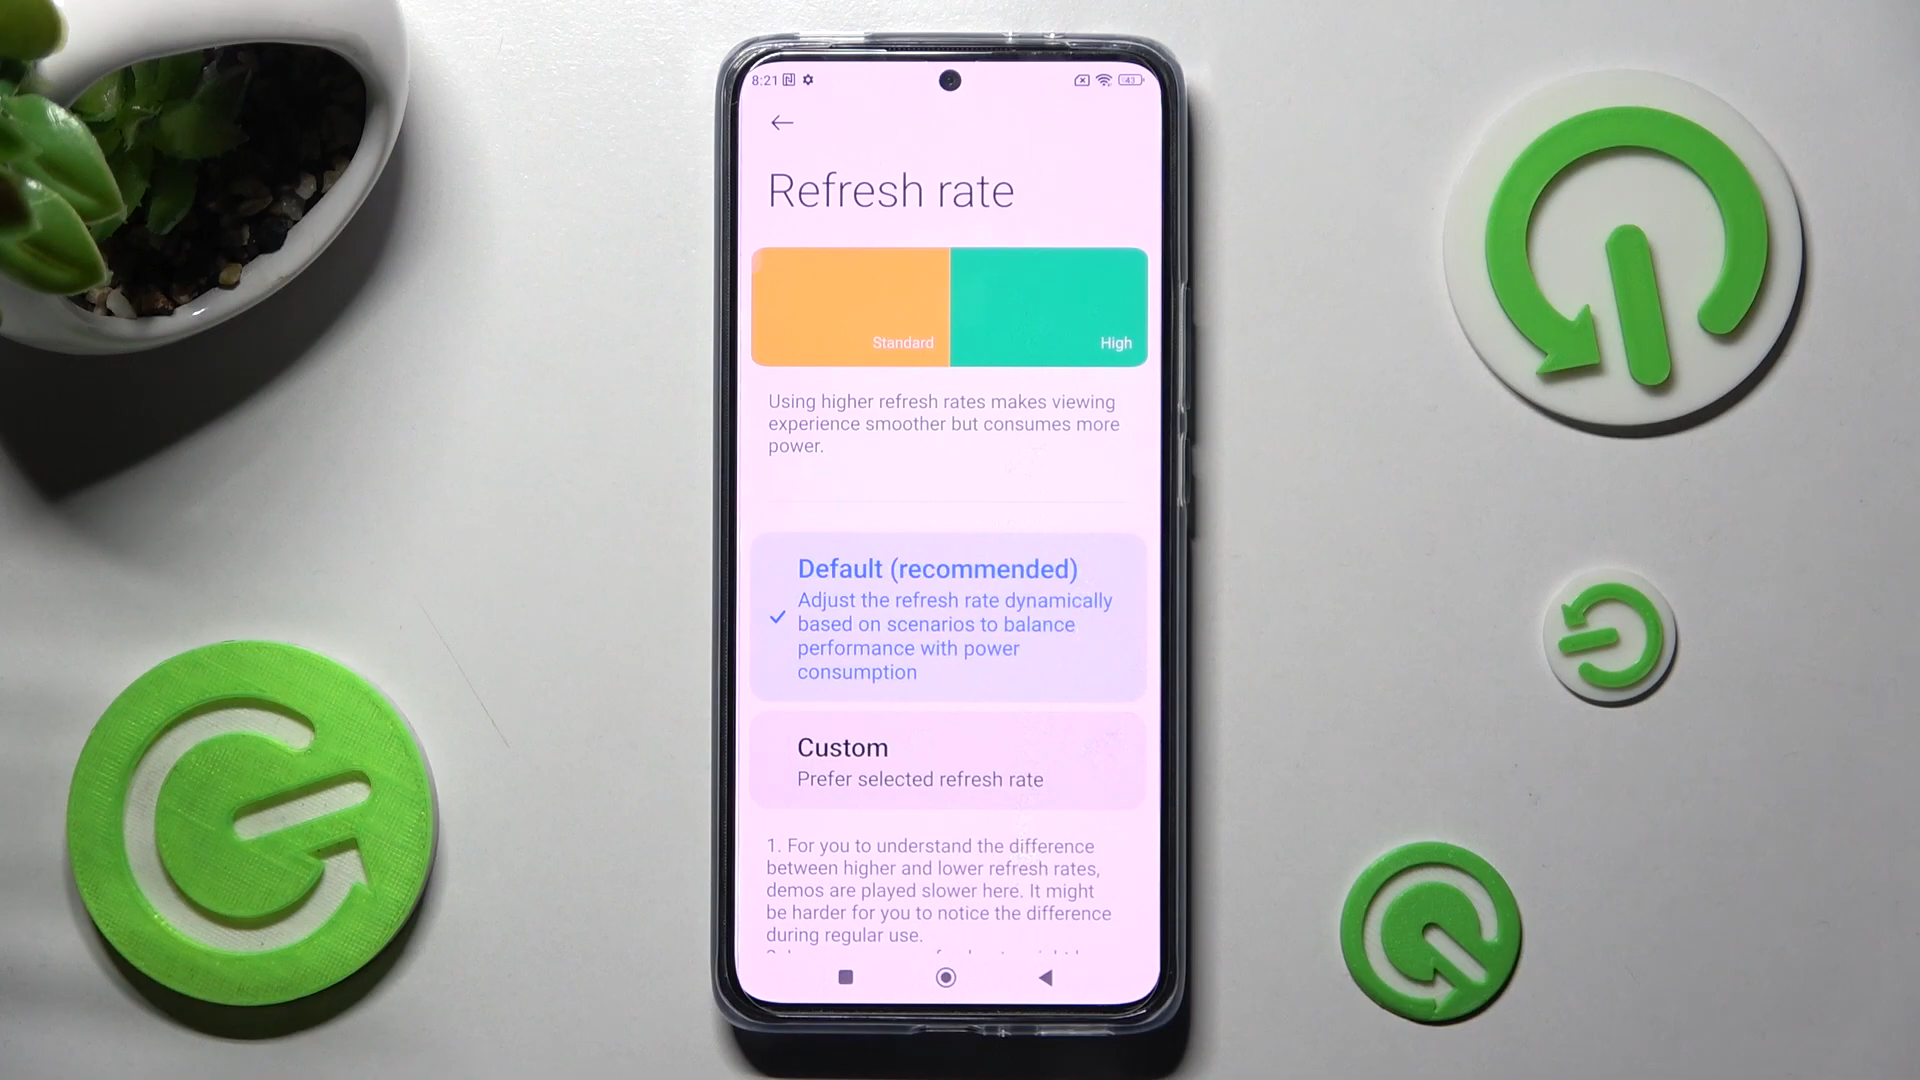 8:21
43
Refresh rate
Standard
High
Using higher refresh rates makes viewing
experience smoother but consumes more
power.
Default (recommended)
Adjust the refresh rate dynamically
based on scenarios to balance
performance with power
consumption
Custom
Prefer selected refresh rate
1. For you to understand the difference
between higher and lower refresh rates,
demos are played slower here. It might
be harder for you to notice the difference
during regular use.